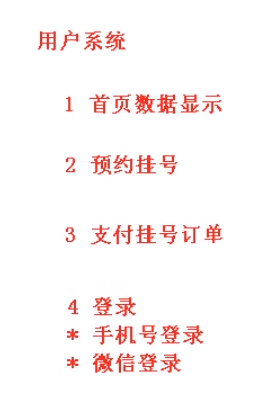 用户系统
1 首页数据显示
2 预约挂号
3 支付挂号订单
4 登录
* 手机号登录
* 微信登录